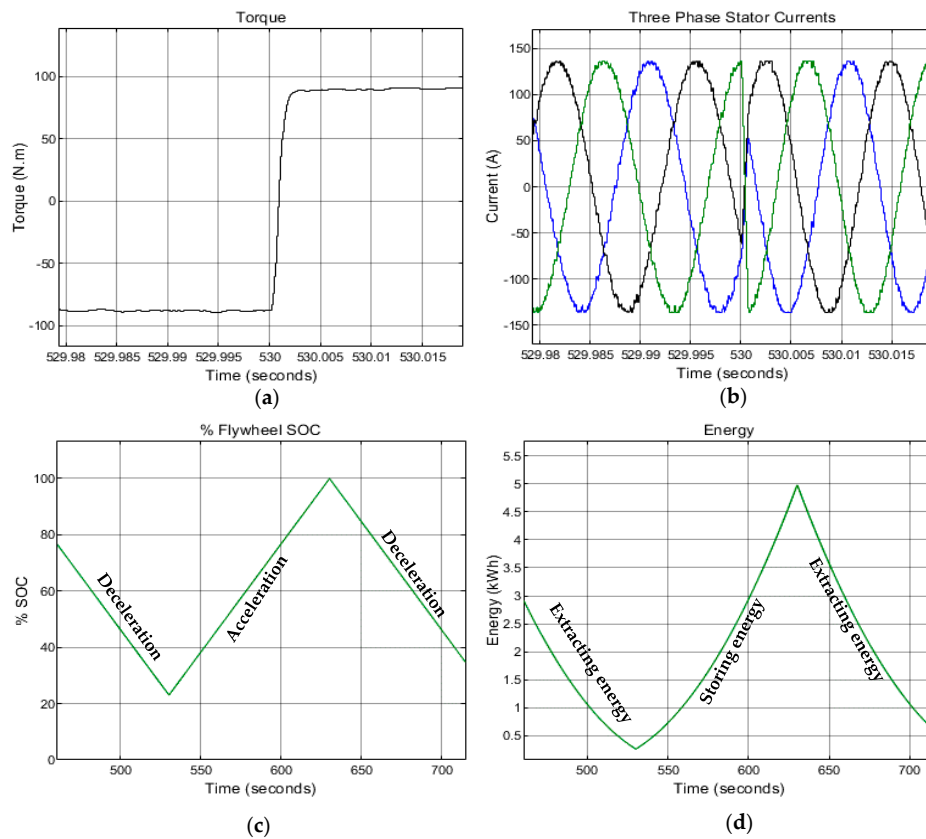 Torque
Torque (N.m)
100
50
0
-50
-100
529.98 529.985 529.99 529.995 530 530.005 530.01 530.015
Time (seconds)
(a)
Three Phase Stator Currents
Current (A)
150
100
50
0
-50
-100
-150
529.98 529.985 529.99 529.995 530 530.005 530.01 530.015
Time (seconds)
(b)
% Flywheel SOC
% SOC
100
80
60
40
20
0
Deceleration
Acceleration
Deceleration
500 550 600 650 700
Time (seconds)
(c)
Energy
Energy (kWh)
5.5
5
4.5
4
3.5
3
2.5
2
1.5
1
0.5
Extracting energy
Storing energy
Extracting energy
500 550 600 650 700
Time (seconds)
(d)